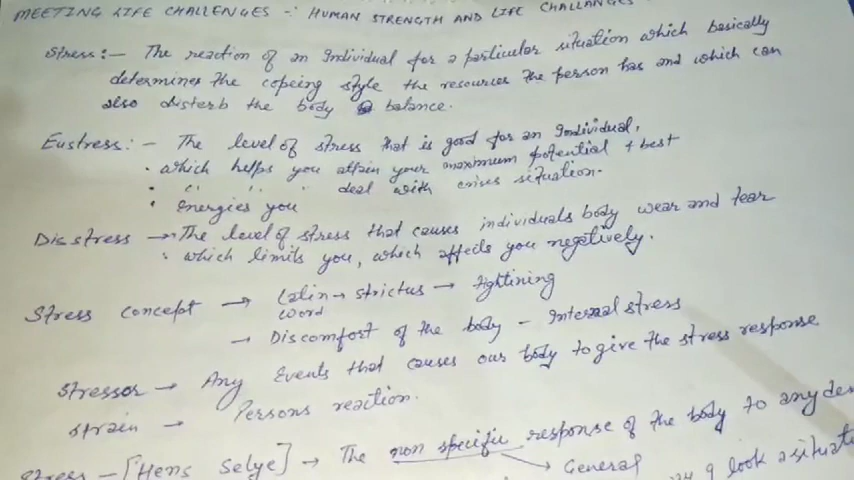 MEETING LIFE CHALLENGES -: HUMAN STRENGTH AND LIFE CHALLANGES
Stress:- The reaction of an Individual for a particular situation which basically
determines the copeing style the resources the person has and which can
also disturb the body balance.
Eustress:- The level of stress that is good for an Individual,
• which helps you attain your maximum potential & best
• " " " deal with crises situation.
• energies you
Disstress → The level of stress that causes individuals body wear and tear
• which limits you, which affects you negatively.
Stress concept → Latin → strictus → tightining
word
→ Discomfort of the body - Internal stress
Stressor → Any Events that causes our body to give the stress response
Strain → Persons reaction.
Stress - [Hens Selye] → The non specific response of the body to any de
→ General
look a situati